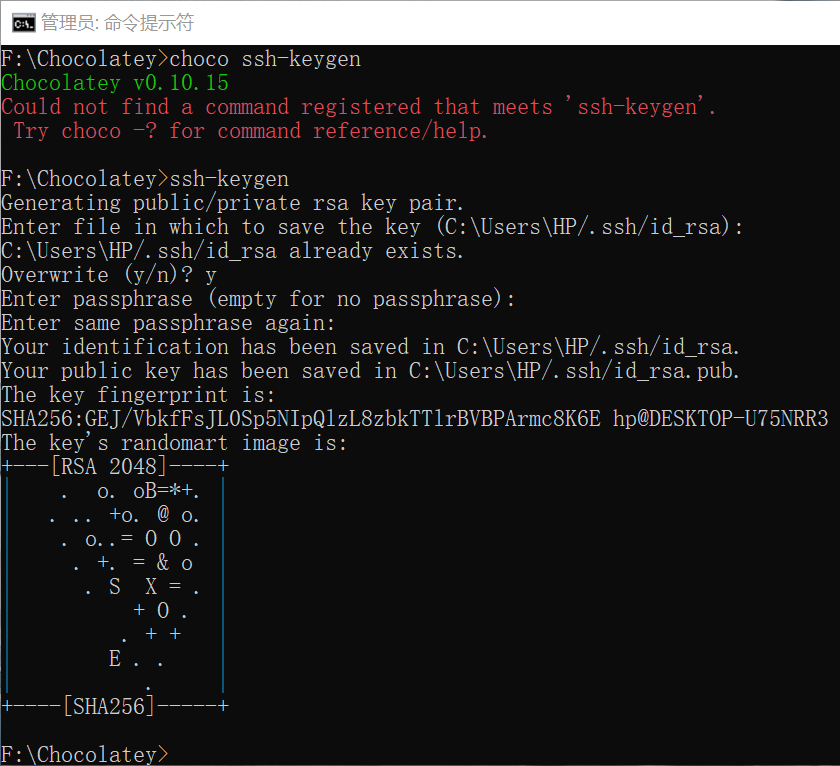 管理员: 命令提示符
F:\Chocolatey>choco ssh-keygen
Chocolatey v0.10.15
Could not find a command registered that meets 'ssh-keygen'.
 Try choco -? for command reference/help.
F:\Chocolatey>ssh-keygen
Generating public/private rsa key pair.
Enter file in which to save the key (C:\Users\HP/.ssh/id_rsa):
C:\Users\HP/.ssh/id_rsa already exists.
Overwrite (y/n)? y
Enter passphrase (empty for no passphrase):
Enter same passphrase again:
Your identification has been saved in C:\Users\HP/.ssh/id_rsa.
Your public key has been saved in C:\Users\HP/.ssh/id_rsa.pub.
The key fingerprint is:
SHA256:GEJ/VbkfFsJL0Sp5NIpQlzL8zbkTTlrBVBPArmc8K6E hp@DESKTOP-U75NRR3
The key's randomart image is:
+---[RSA 2048]----+
|    .  o. oB=*+. |
|   . .. +o. @ o. |
|    . o..= O O . |
|     . +. = & o  |
|      . S  X = . |
|          + O .  |
|         . + +   |
|        E . .    |
|           .     |
+----[SHA256]-----+
F:\Chocolatey>